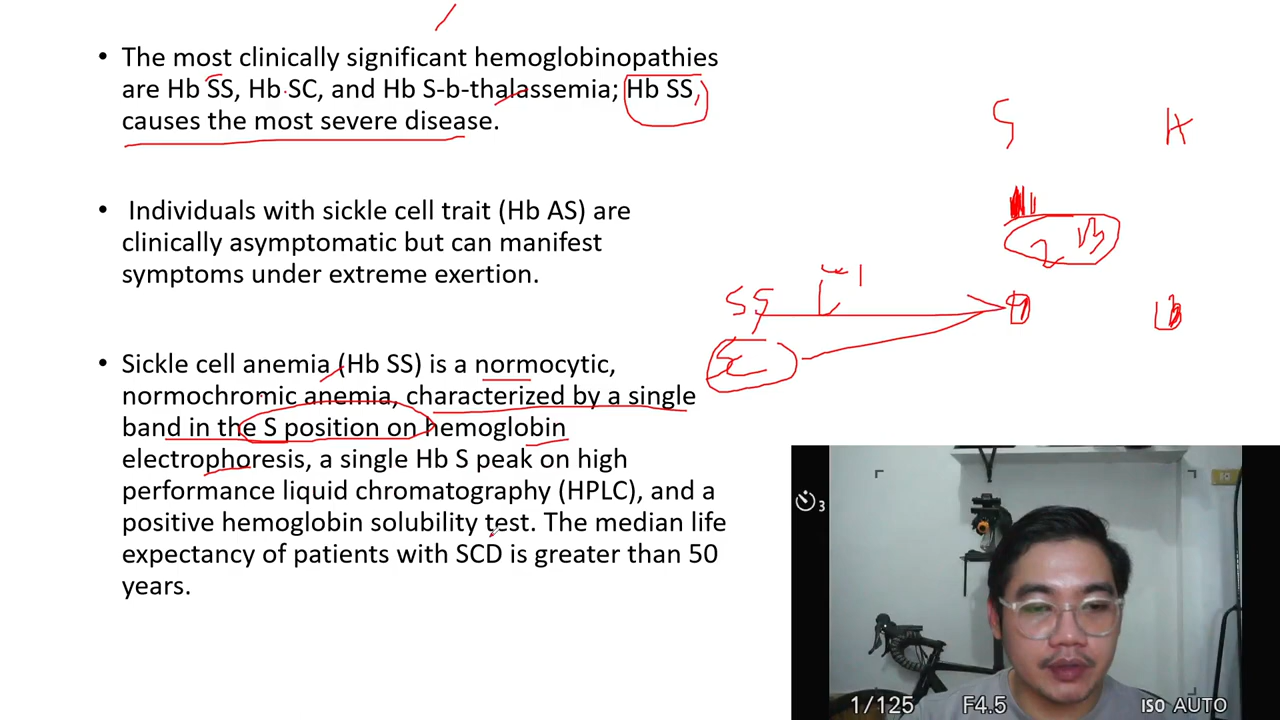 • The most clinically significant hemoglobinopathies
are Hb SS, Hb SC, and Hb S-b-thalassemia; Hb SS,
causes the most severe disease.
• Individuals with sickle cell trait (Hb AS) are
clinically asymptomatic but can manifest
symptoms under extreme exertion.
• Sickle cell anemia (Hb SS) is a normocytic,
normochromic anemia, characterized by a single
band in the S position on hemoglobin
electrophoresis, a single Hb S peak on high
performance liquid chromatography (HPLC), and a
positive hemoglobin solubility test. The median life
expectancy of patients with SCD is greater than 50
years.
S
SS
3
1/125 F4.5 ISO AUTO